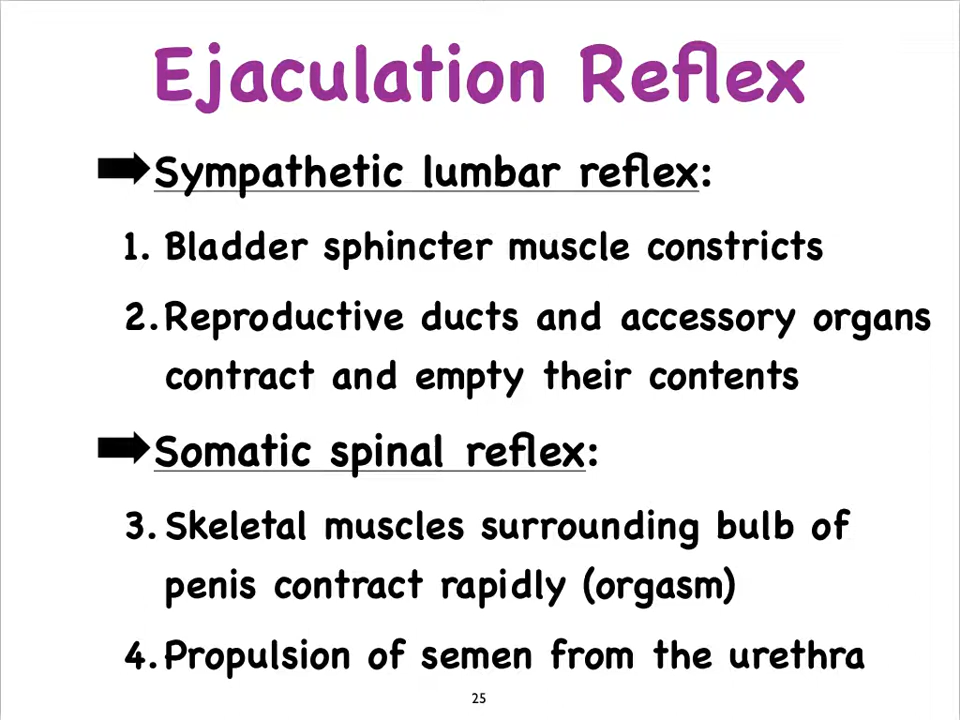 Ejaculation Reflex
Sympathetic lumbar reflex:
1. Bladder sphincter muscle constricts
2. Reproductive ducts and accessory organs
contract and empty their contents
Somatic spinal reflex:
3. Skeletal muscles surrounding bulb of
penis contract rapidly (orgasm)
4. Propulsion of semen from the urethra
25